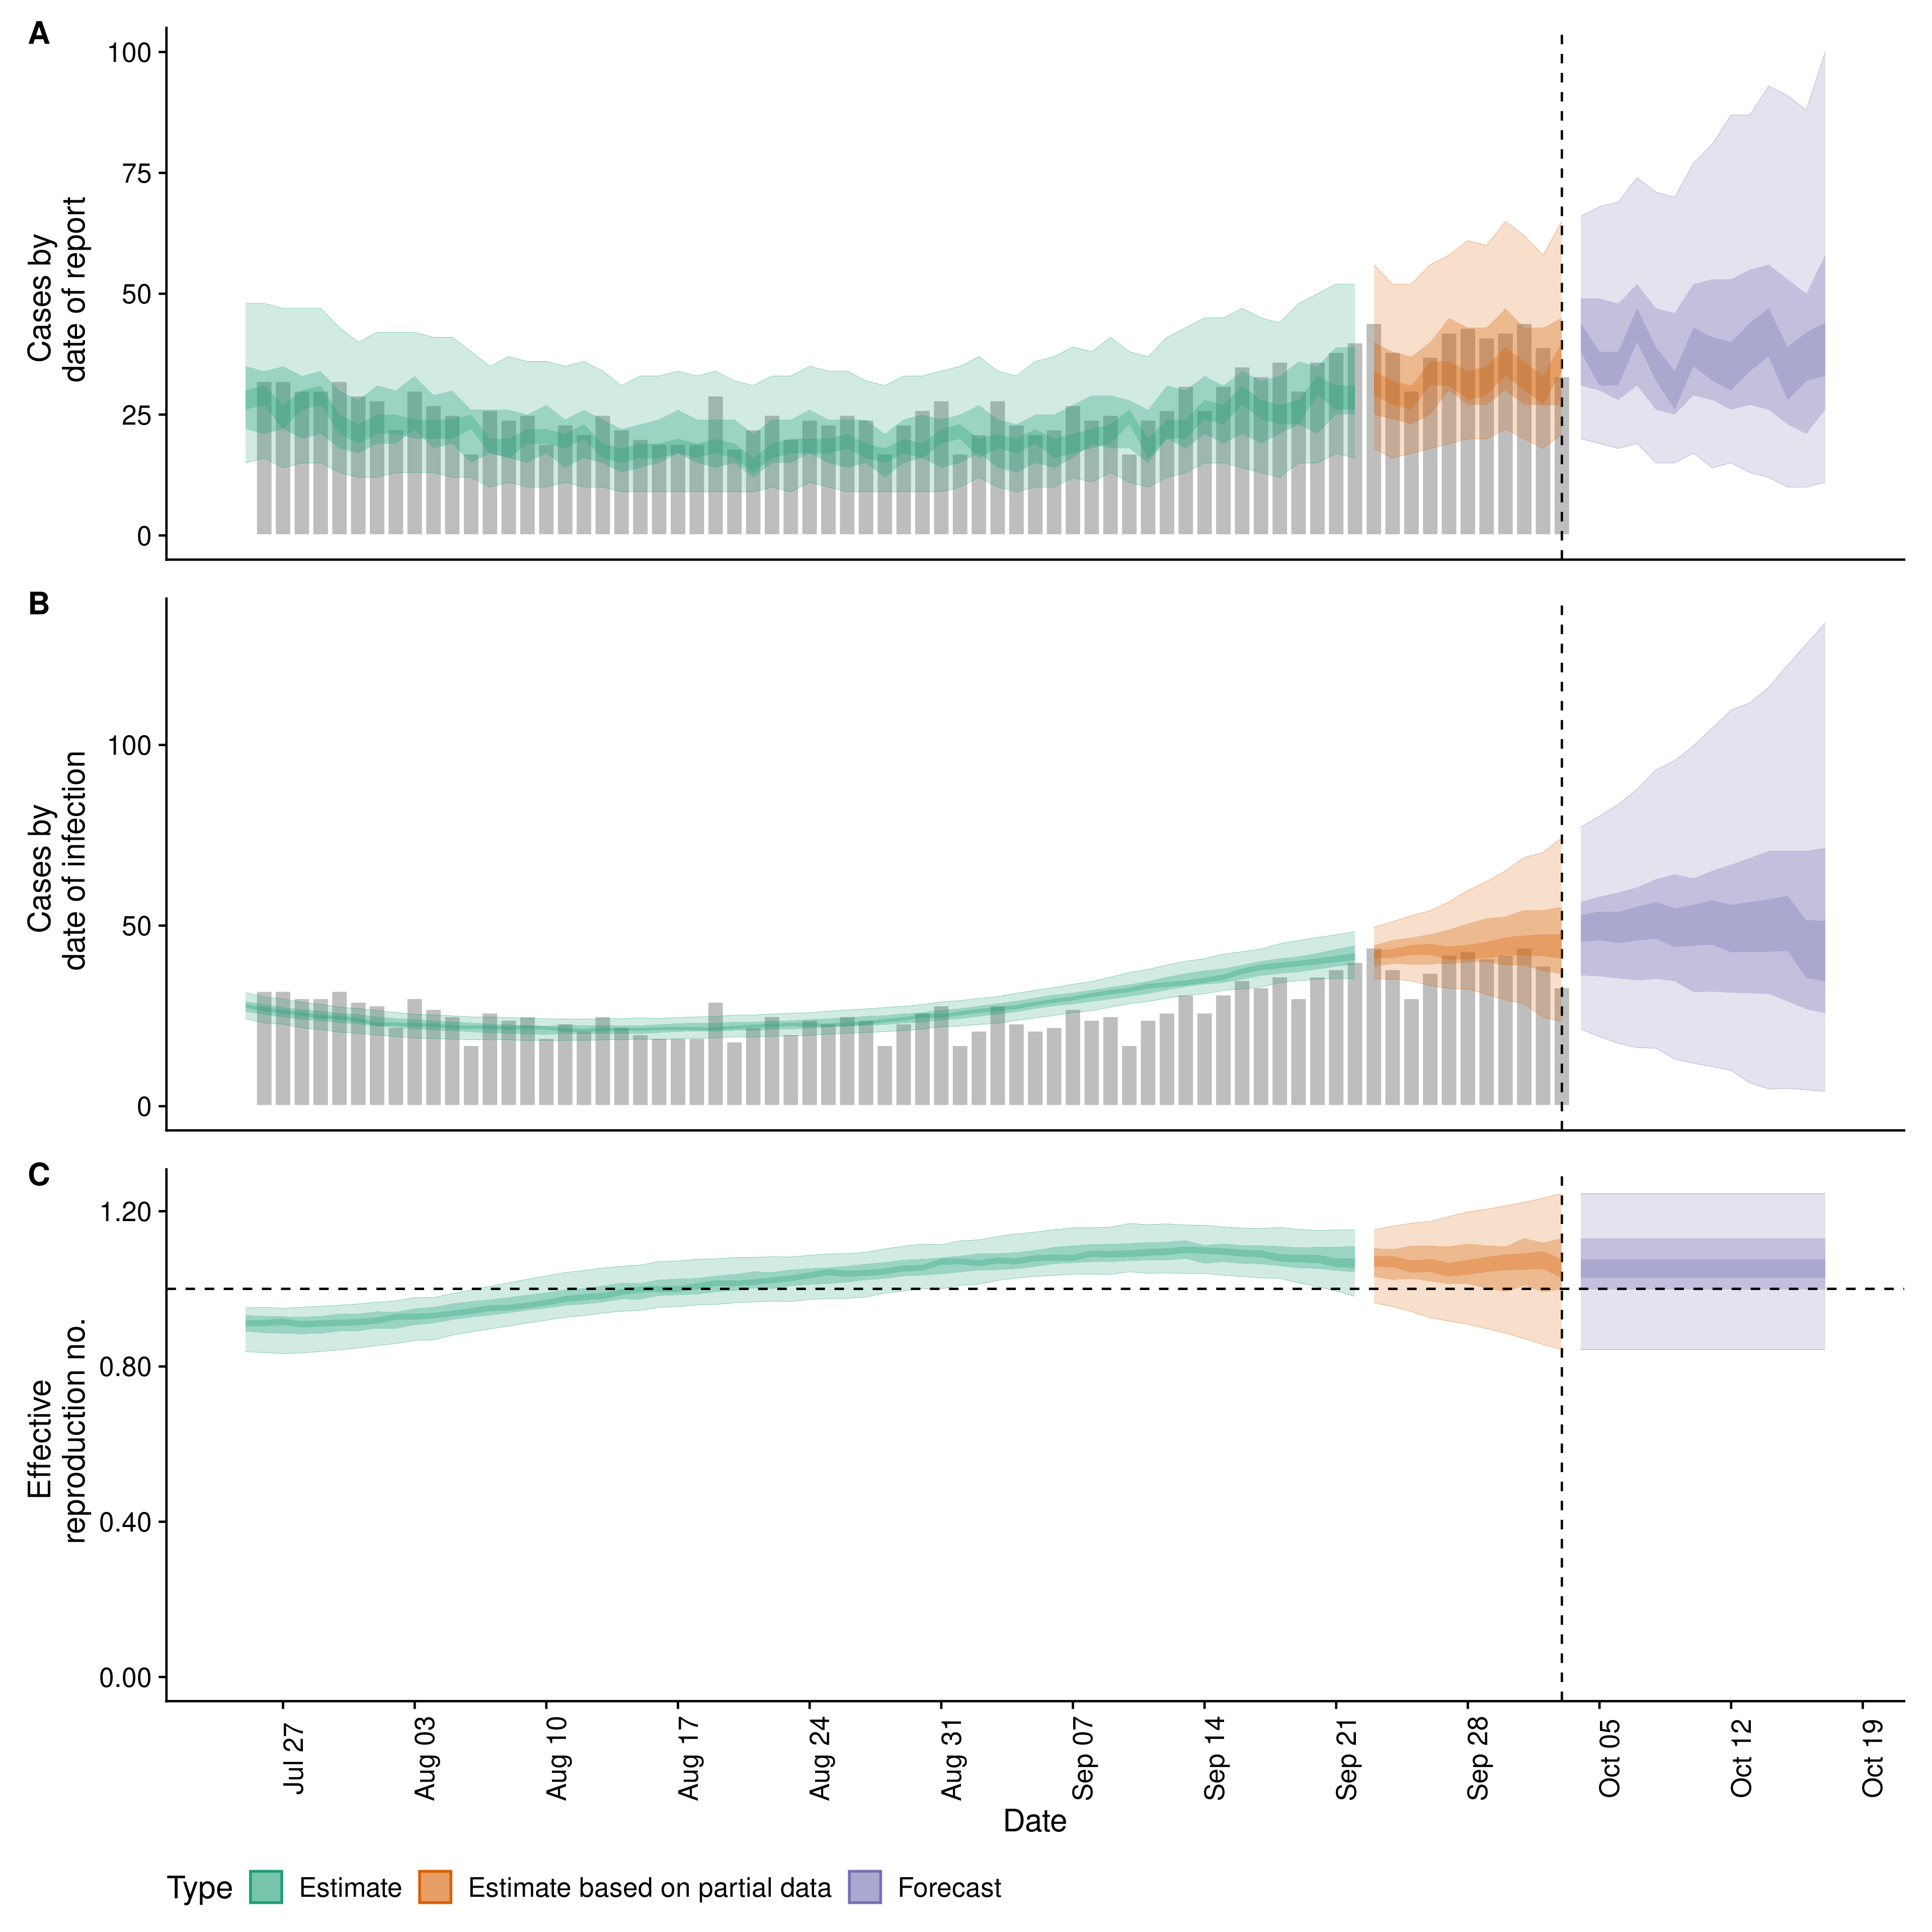 A
100
75
50
25
0
Cases by
date of report
B
100
50
0
Cases by
date of infection
C
1.20
0.80
0.40
0.00
Effective
reproduction no.
Jul 27
Aug 03
Aug 10
Aug 17
Aug 24
Aug 31
Sep 07
Sep 14
Sep 21
Sep 28
Oct 05
Oct 12
Oct 19
Date
Type Estimate Estimate based on partial data Forecast